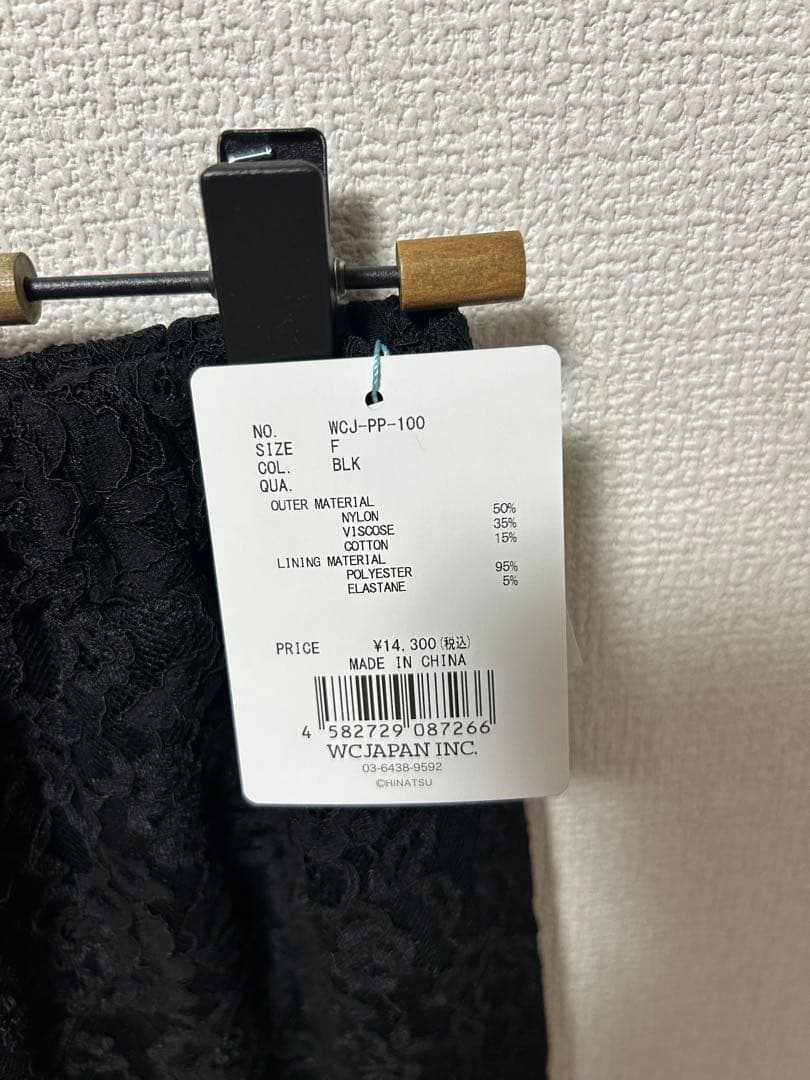 NO. WCJ-PP-100
SIZE F
COL. BLK
QUA.
OUTER MATERIAL
NYLON 50%
VISCOSE 35%
COTTON 15%
LINING MATERIAL
POLYESTER 95%
ELASTANE 5%
PRICE ¥14,300(税込)
MADE IN CHINA
4 582729 087266
WCJAPAN INC.
03-6438-9592
©HINATSU